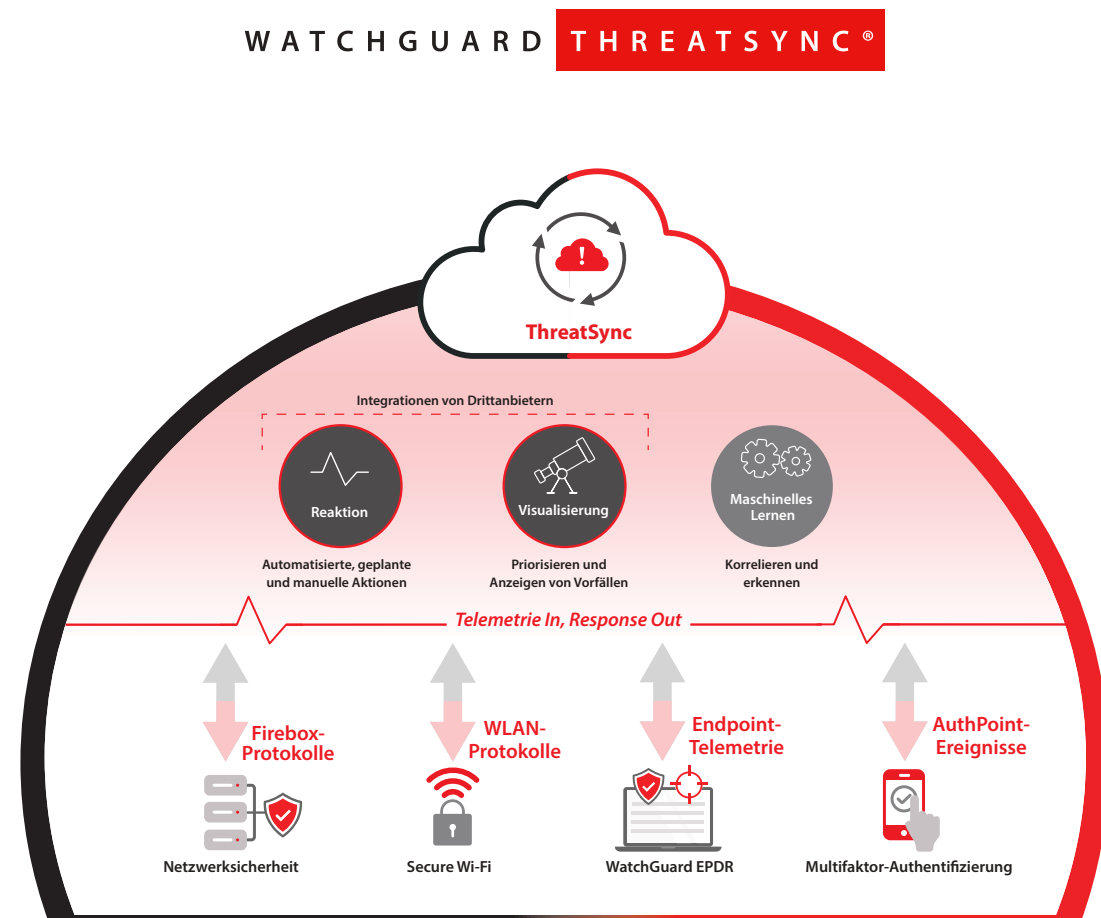 WATCHGUARD THREATSYNC®
ThreatSync
Integrationen von Drittanbietern
Reaktion
Visualisierung
Maschinelles
Lernen
Automatisierte, geplante
und manuelle Aktionen
Priorisieren und
Anzeigen von Vorfällen
Korrelieren und
erkennen
Telemetrie In, Response Out
Firebox-
Protokolle
WLAN-
Protokolle
Endpoint-
Telemetrie
AuthPoint-
Ereignisse
Netzwerksicherheit
Secure Wi-Fi
WatchGuard EPDR
Multifaktor-Authentifizierung